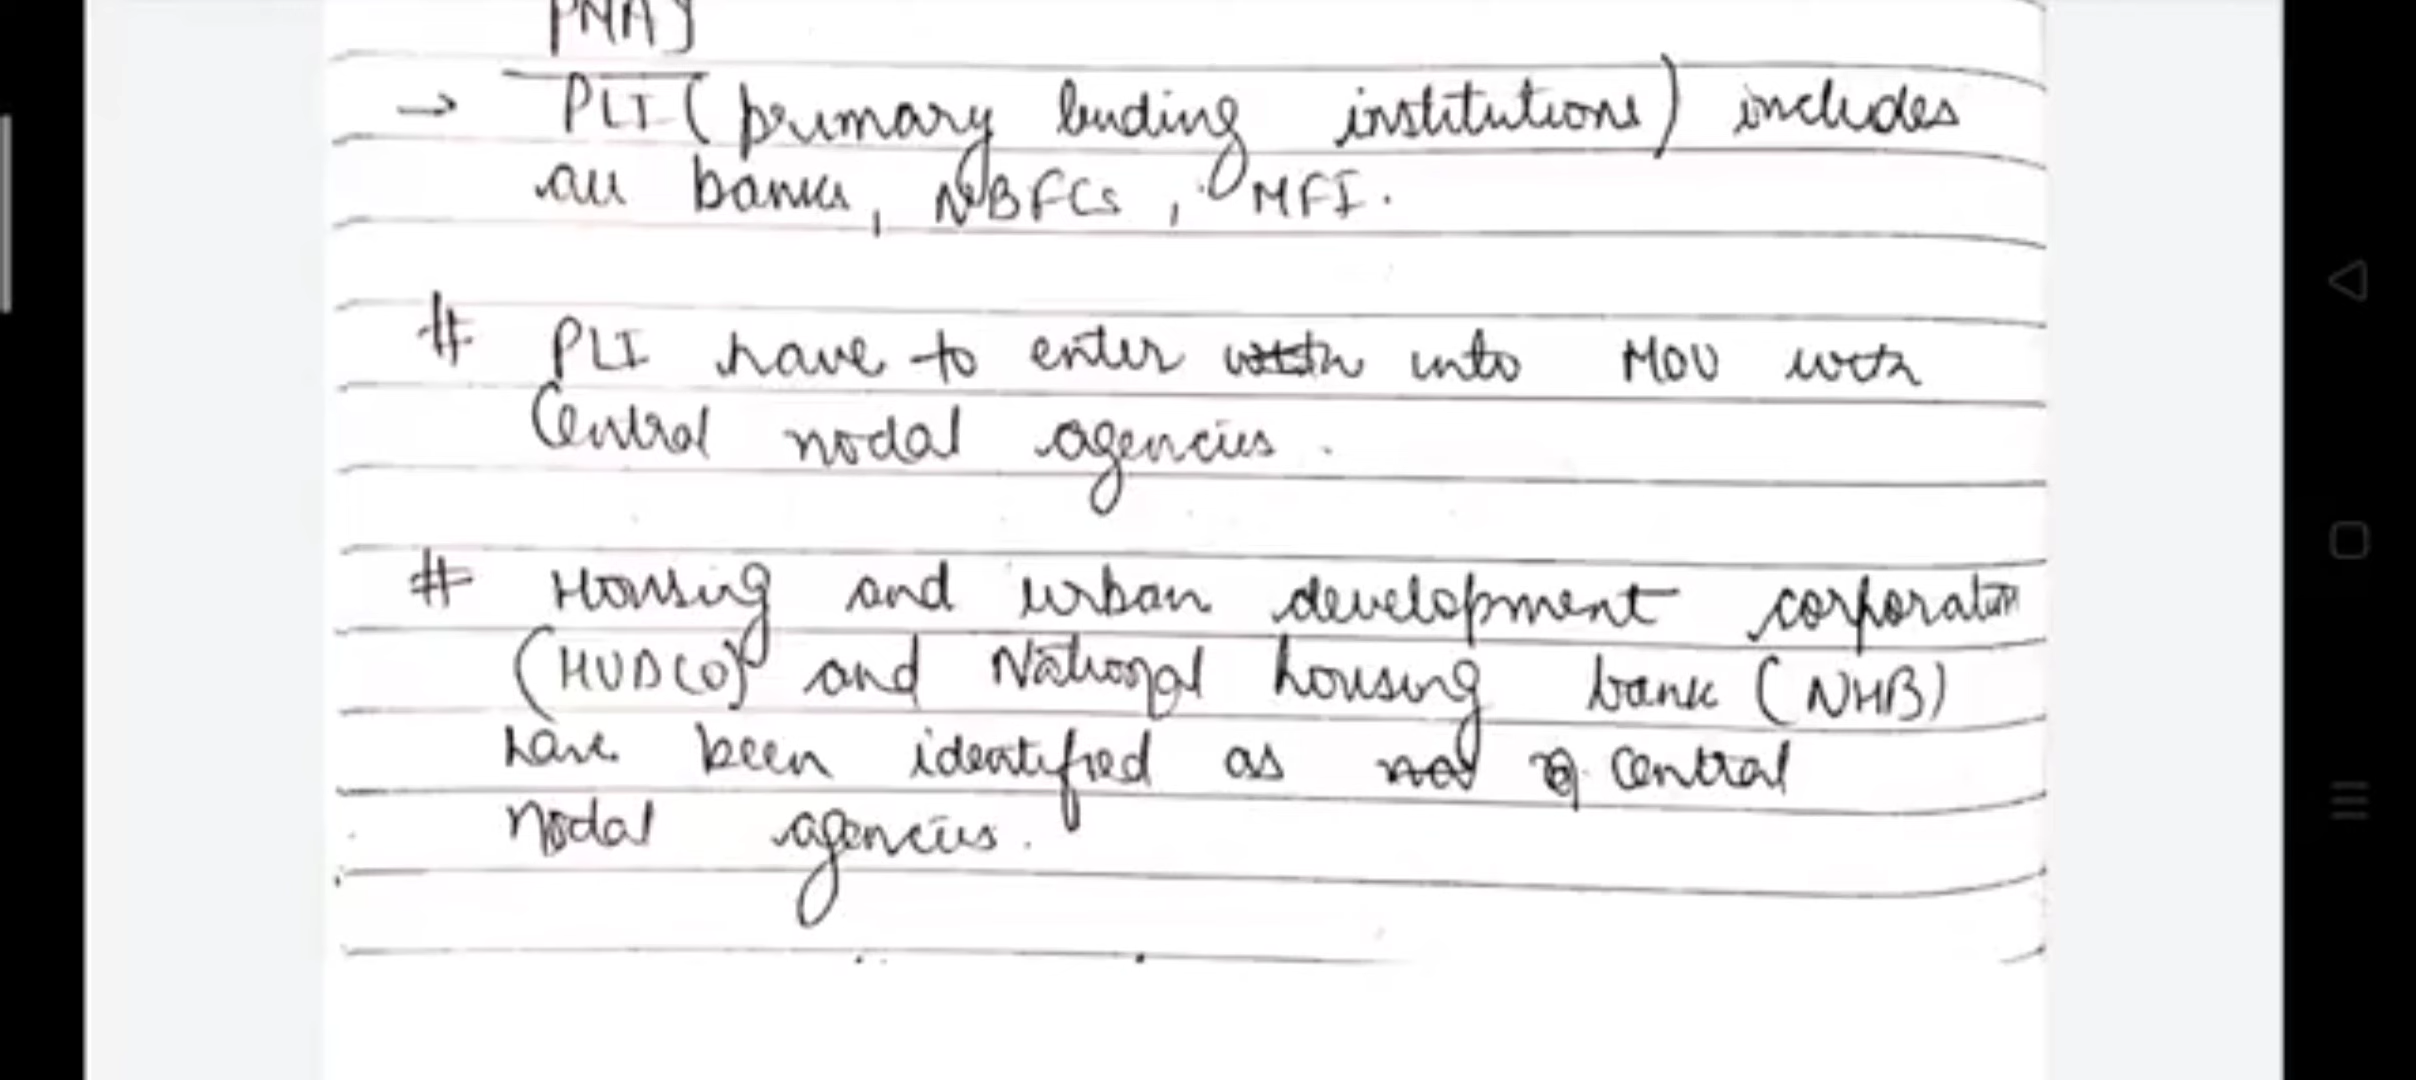 PMAY
→ PLI (primary lending institutions) includes
all banks, NBFCs, MFI.
# PLI have to enter with into MOU with
Central nodal agencies.
# Housing and urban development corporation
(HUDCO) and National housing bank (NHB)
have been identified as central
nodal agencies.